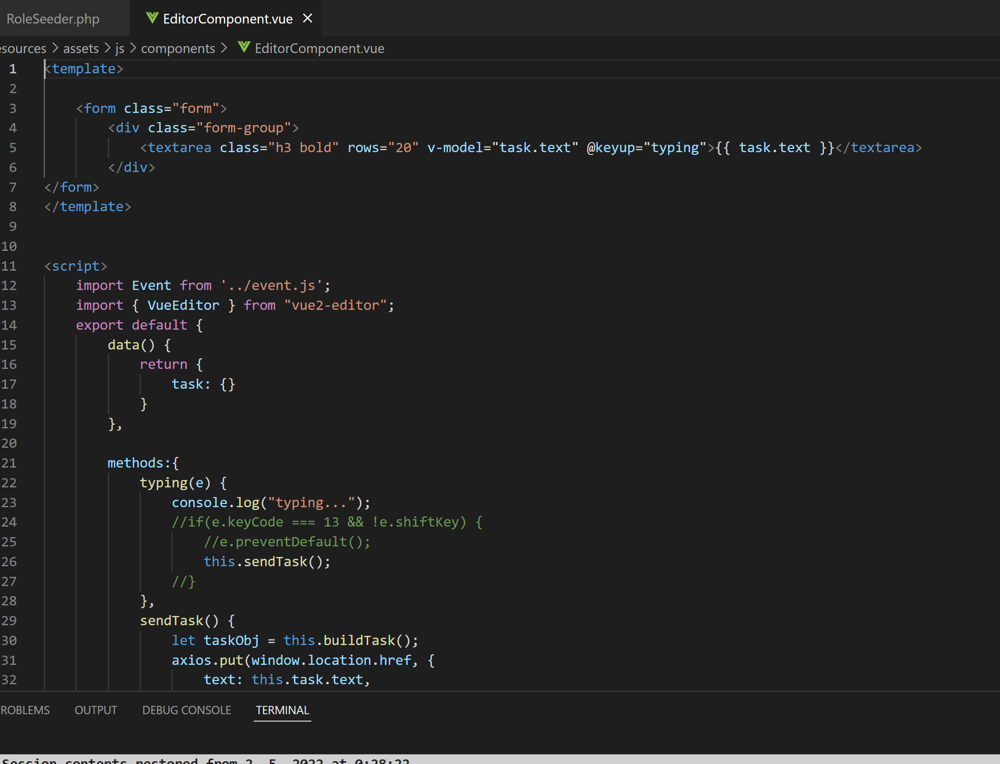 RoleSeeder.php EditorComponent.vue
esources > assets > js > components > EditorComponent.vue
1 <template>
2
3 <form class="form">
4 <div class="form-group">
5 <textarea class="h3 bold" rows="20" v-model="task.text" @keyup="typing">{{ task.text }}</textarea>
6 </div>
7 </form>
8 </template>
9
10
11 <script>
12 import Event from '../event.js';
13 import { VueEditor } from "vue2-editor";
14 export default {
15 data() {
16 return {
17 task: {}
18 }
19 },
20
21 methods:{
22 typing(e) {
23 console.log("typing...");
24 //if(e.keyCode === 13 && !e.shiftKey) {
25 //e.preventDefault();
26 this.sendTask();
27 //}
28 },
29 sendTask() {
30 let taskObj = this.buildTask();
31 axios.put(window.location.href, {
32 text: this.task.text,
ROBLEMS OUTPUT DEBUG CONSOLE TERMINAL
Session contents restored from 2. 5. 2022 at 0:28:22